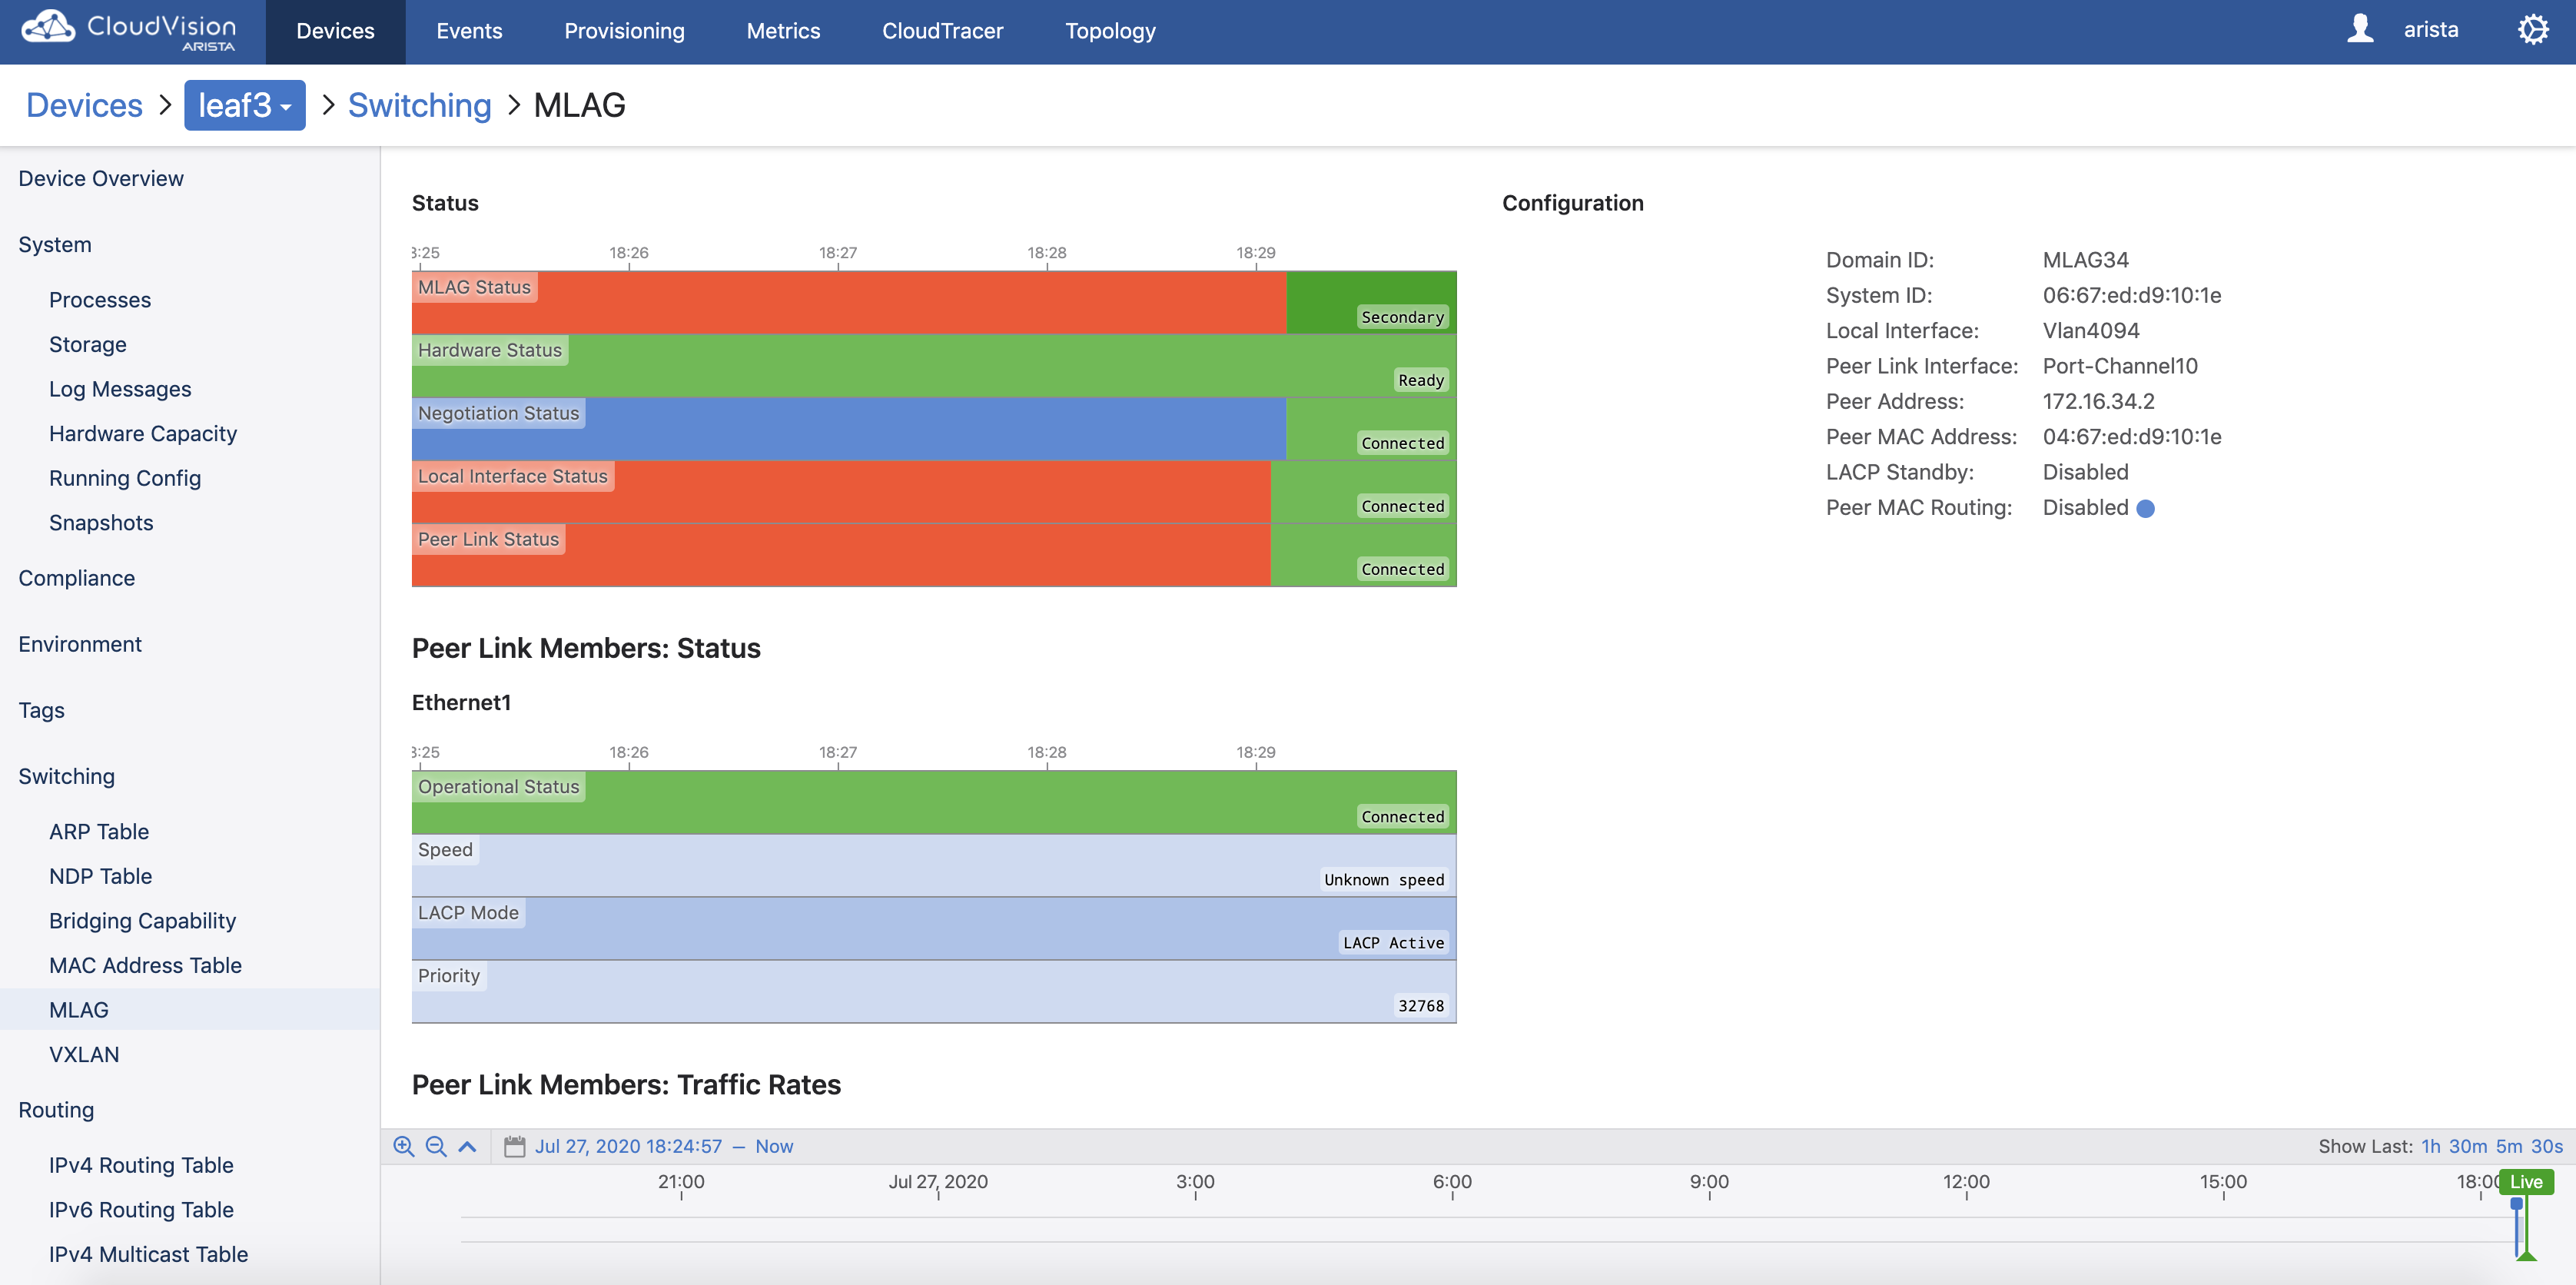 CloudVision
ARISTA
Devices
Events
Provisioning
Metrics
CloudTracer
Topology
arista
Devices > leaf3 > Switching > MLAG
Device Overview
System
Processes
Storage
Log Messages
Hardware Capacity
Running Config
Snapshots
Compliance
Environment
Tags
Switching
ARP Table
NDP Table
Bridging Capability
MAC Address Table
MLAG
VXLAN
Routing
IPv4 Routing Table
IPv6 Routing Table
IPv4 Multicast Table
Status
8:25 18:26 18:27 18:28 18:29
MLAG Status
Secondary
Hardware Status
Ready
Negotiation Status
Connected
Local Interface Status
Connected
Peer Link Status
Connected
Configuration
Domain ID: MLAG34
System ID: 06:67:ed:d9:10:1e
Local Interface: Vlan4094
Peer Link Interface: Port-Channel10
Peer Address: 172.16.34.2
Peer MAC Address: 04:67:ed:d9:10:1e
LACP Standby: Disabled
Peer MAC Routing: Disabled
Peer Link Members: Status
Ethernet1
8:25 18:26 18:27 18:28 18:29
Operational Status
Connected
Speed
Unknown speed
LACP Mode
LACP Active
Priority
32768
Peer Link Members: Traffic Rates
Jul 27, 2020 18:24:57 – Now
Show Last: 1h 30m 5m 30s
21:00 Jul 27, 2020 3:00 6:00 9:00 12:00 15:00 18:00 Live